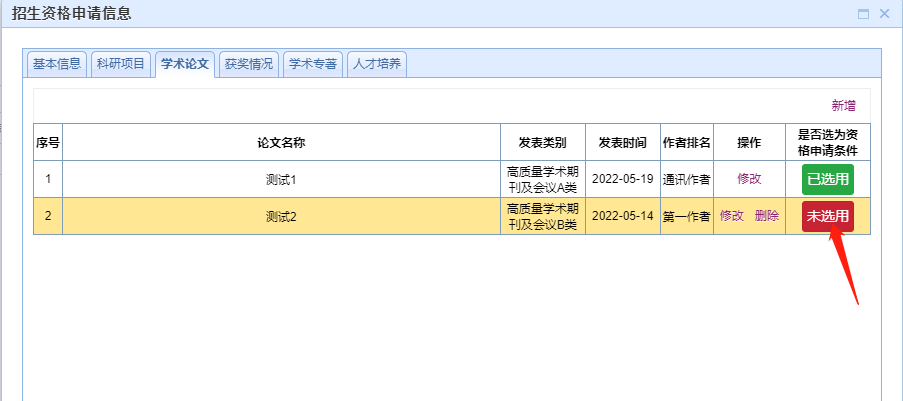 招生资格申请信息
基本信息 科研项目 学术论文 获奖情况 学术专著 人才培养
新增
序号 论文名称 发表类别 发表时间 作者排名 操作 是否选为资
格申请条件
1 测试1 高质量学术期
刊及会议A类 2022-05-19 通讯作者 修改 已选用
2 测试2 高质量学术期
刊及会议B类 2022-05-14 第一作者 修改 删除 未选用